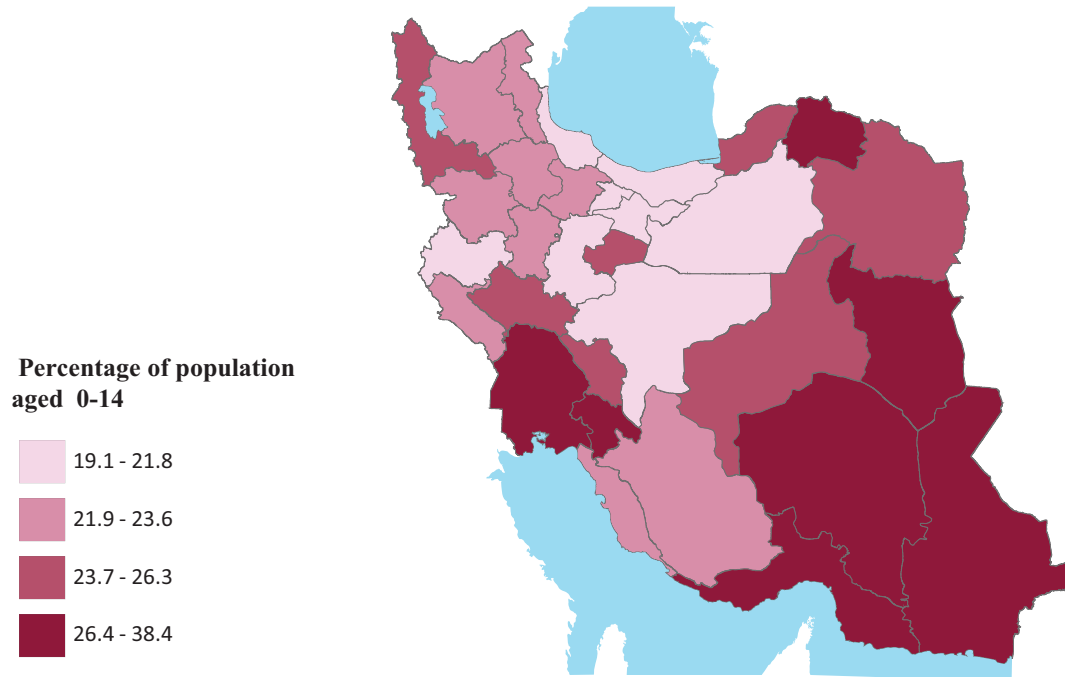 Percentage of population
aged 0-14
19.1 - 21.8
21.9 - 23.6
23.7 - 26.3
26.4 - 38.4